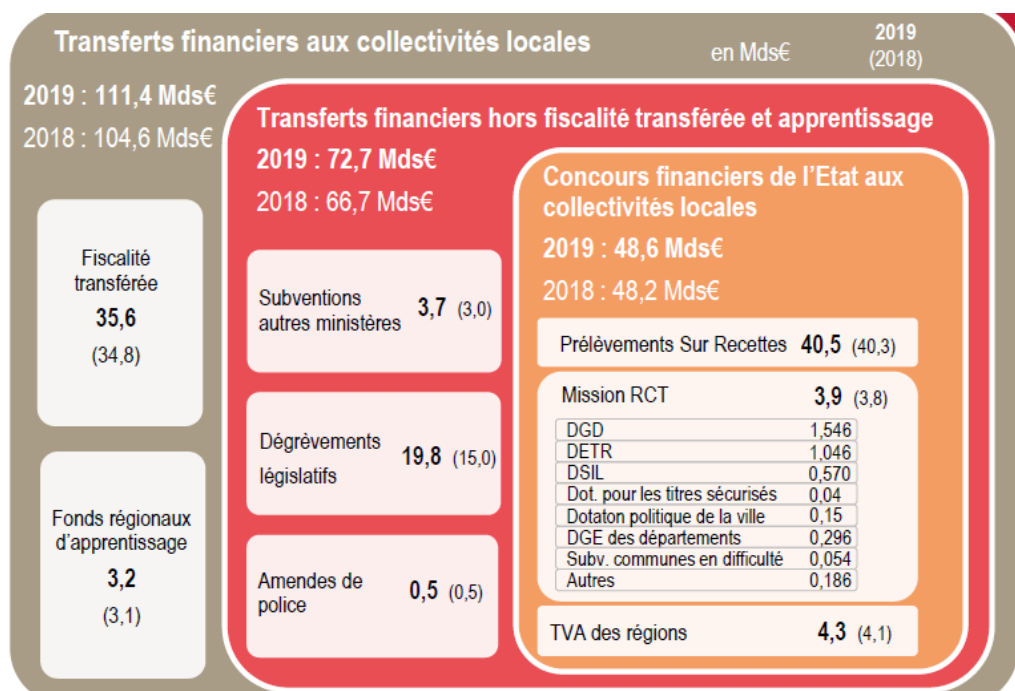 Transferts financiers aux collectivités locales
en Mds€
2019
(2018)
2019 : 111,4 Mds€
2018 : 104,6 Mds€
Transferts financiers hors fiscalité transférée et apprentissage
2019 : 72,7 Mds€
2018 : 66,7 Mds€
Concours financiers de l’Etat aux
collectivités locales
2019 : 48,6 Mds€
2018 : 48,2 Mds€
Fiscalité
transférée
35,6
(34,8)
Fonds régionaux
d’apprentissage
3,2
(3,1)
Subventions
autres ministères 3,7 (3,0)
Dégrèvements
législatifs 19,8 (15,0)
Amendes de
police 0,5 (0,5)
Prélèvements Sur Recettes 40,5 (40,3)
Mission RCT 3,9 (3,8)
DGD 1,546
DETR 1,046
DSIL 0,570
Dot. pour les titres sécurisés 0,04
Dotaton politique de la ville 0,15
DGE des départements 0,296
Subv. communes en difficulté 0,054
Autres 0,186
TVA des régions 4,3 (4,1)